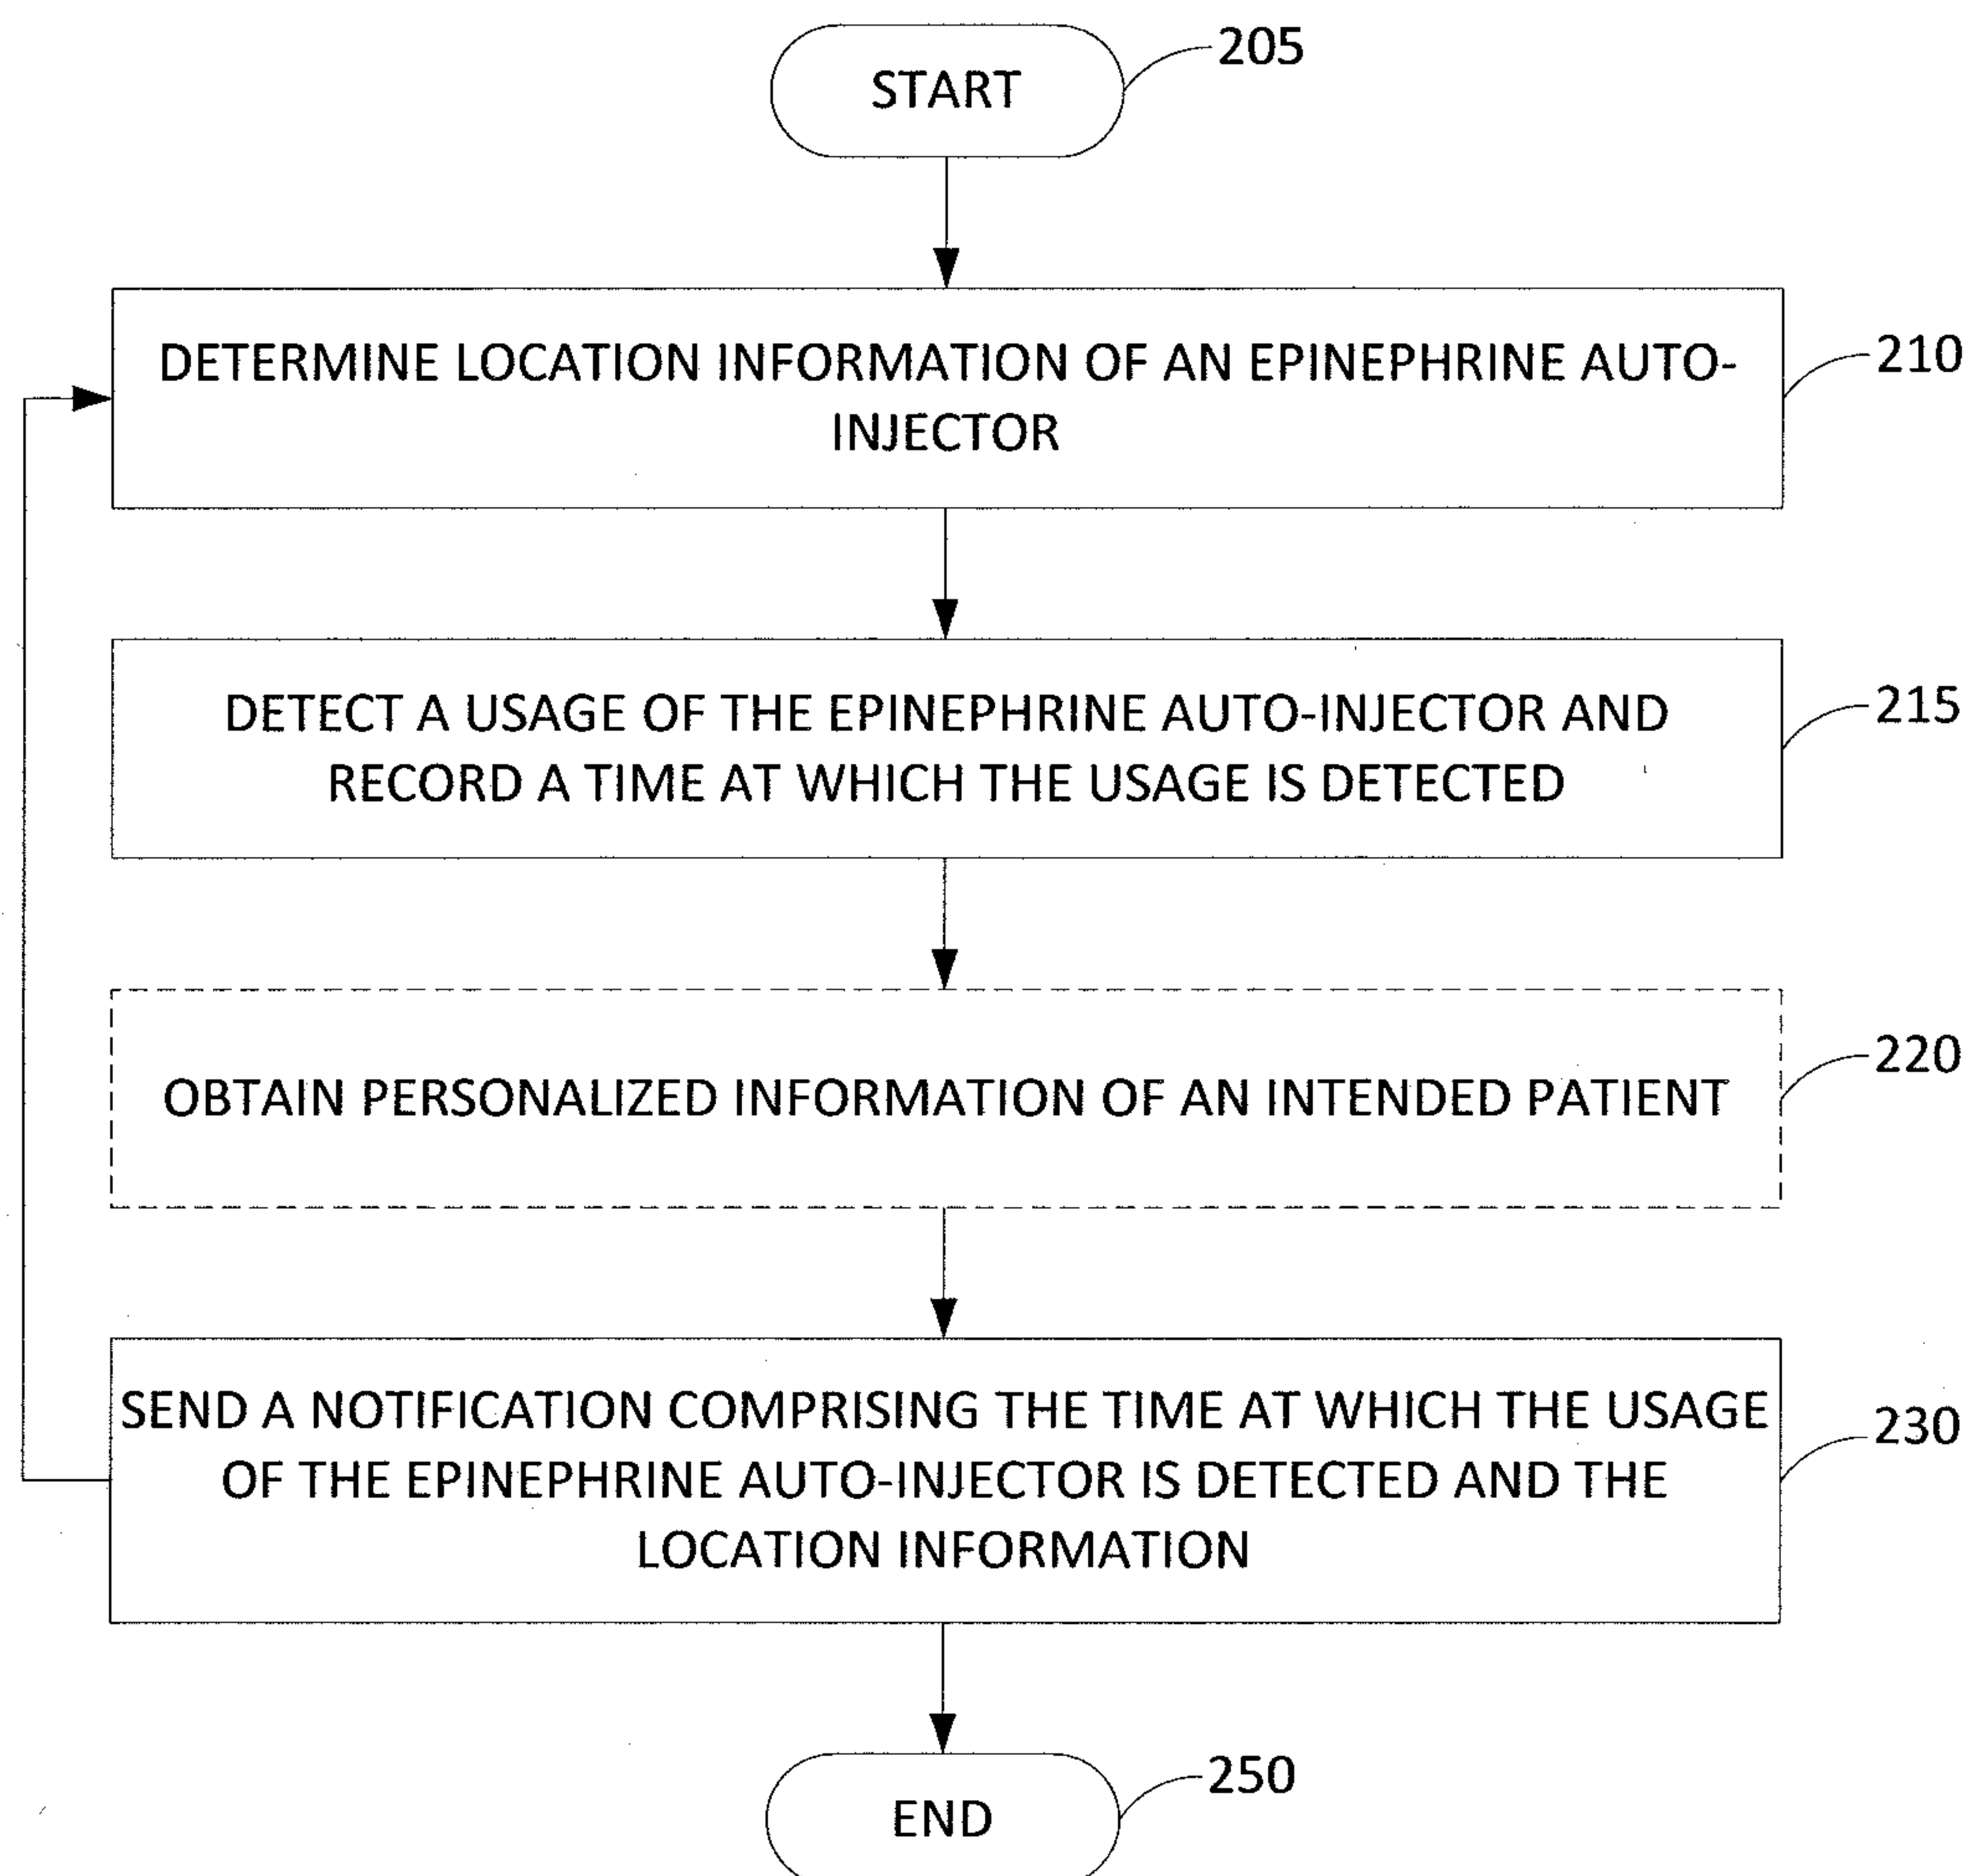 START
205
DETERMINE LOCATION INFORMATION OF AN EPINEPHRINE AUTO-
INJECTOR
210
DETECT A USAGE OF THE EPINEPHRINE AUTO-INJECTOR AND
RECORD A TIME AT WHICH THE USAGE IS DETECTED
215
OBTAIN PERSONALIZED INFORMATION OF AN INTENDED PATIENT
220
SEND A NOTIFICATION COMPRISING THE TIME AT WHICH THE USAGE
OF THE EPINEPHRINE AUTO-INJECTOR IS DETECTED AND THE
LOCATION INFORMATION
230
END
250